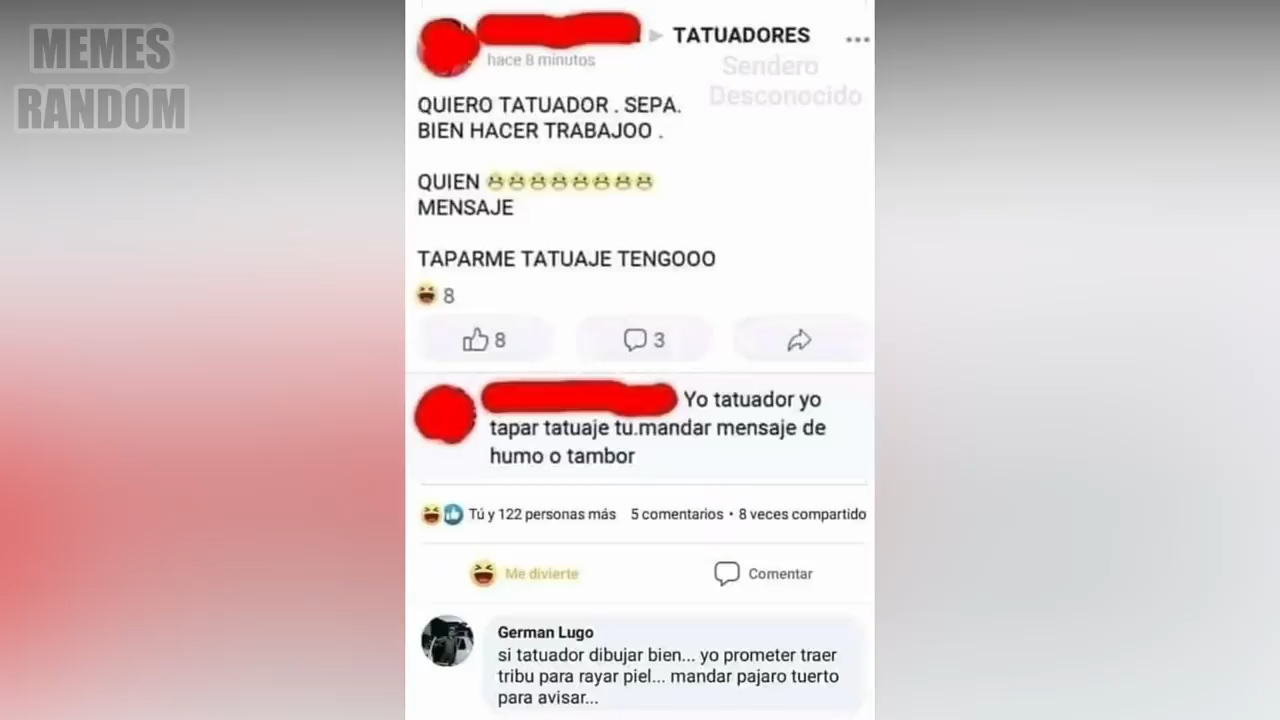 MEMES
RANDOM
TATUADORES
hace 8 minutos
Sendero
Desconocido
QUIERO TATUADOR . SEPA.
BIEN HACER TRABAJOO .
QUIEN
MENSAJE
TAPARME TATUAJE TENGOOO
8
8
3
Yo tatuador yo
tapar tatuaje tu.mandar mensaje de
humo o tambor
Tú y 122 personas más 5 comentarios • 8 veces compartido
Me divierte
Comentar
German Lugo
si tatuador dibujar bien... yo prometer traer
tribu para rayar piel... mandar pajaro tuerto
para avisar...